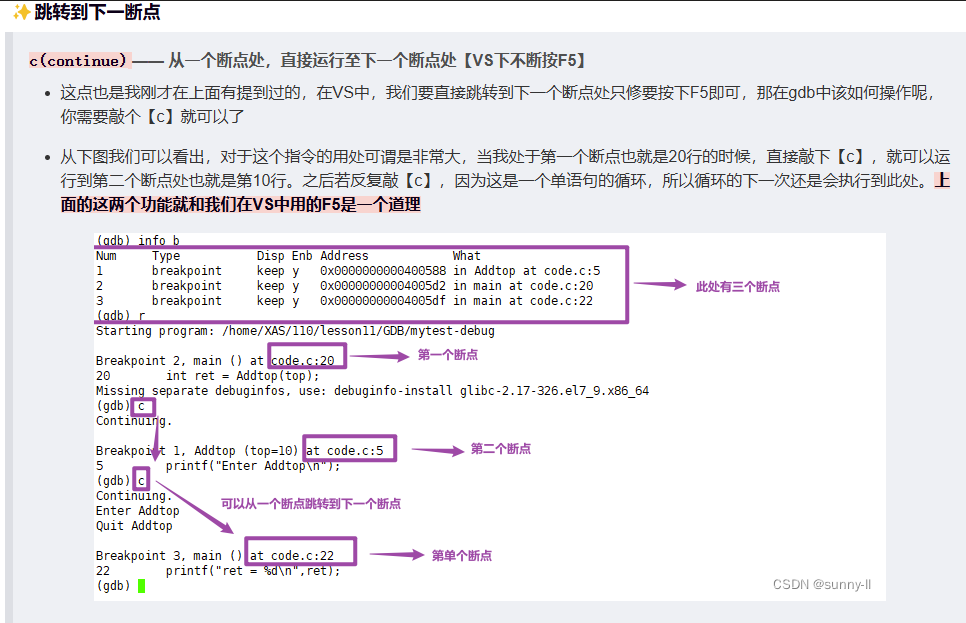 ✨跳转到下一断点
c(continue)—— 从一个断点处，直接运行至下一个断点处【VS下不断按F5】
• 这点也是我刚才在上面有提到过的，在VS中，我们要直接跳转到下一个断点处只修要按下F5即可，那在gdb中该如何操作呢，
你需要敲个【c】就可以了
• 从下图我们可以看出，对于这个指令的用处可谓是非常大，当我处于第一个断点也就是20行的时候，直接敲下【c】，就可以运
行到第二个断点处也就是第10行。之后若反复敲【c】，因为这是一个单语句的循环，所以循环的下一次还是会执行到此处。上
面的这两个功能就和我们在VS中用的F5是一个道理
(gdb) info b
Num Type Disp Enb Address What
1 breakpoint keep y 0x0000000000400588 in Addtop at code.c:5
2 breakpoint keep y 0x00000000004005d2 in main at code.c:20
3 breakpoint keep y 0x00000000004005df in main at code.c:22
此处有三个断点
(gdb) r
Starting program: /home/XAS/110/lesson11/GDB/mytest-debug
Breakpoint 2, main () at code.c:20
第一个断点
20 int ret = Addtop(top);
Missing separate debuginfos, use: debuginfo-install glibc-2.17-326.el7_9.x86_64
(gdb) c
Continuing.
Breakpoint 1, Addtop (top=10) at code.c:5
第二个断点
5 printf("Enter Addtop\n");
(gdb) c
Continuing.
可以从一个断点跳转到下一个断点
Enter Addtop
Quit Addtop
Breakpoint 3, main () at code.c:22
第单个断点
22 printf("ret = %d\n",ret);
(gdb)
CSDN @sunny-ll